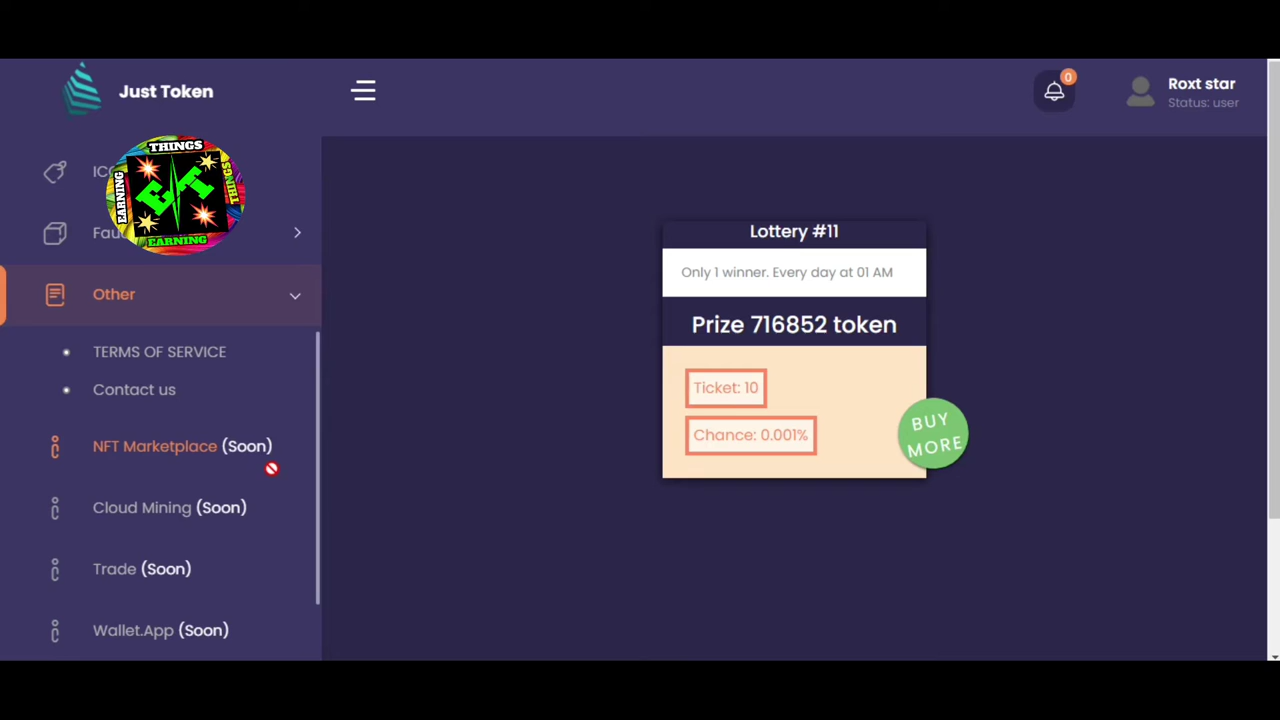 Just Token
0
Roxt star
Status: user
THINGS
EARNING
THINGS
ET
EARNING
Other
TERMS OF SERVICE
Contact us
NFT Marketplace (Soon)
Cloud Mining (Soon)
Trade (Soon)
Wallet.App (Soon)
Lottery #11
Only 1 winner. Every day at 01 AM
Prize 716852 token
Ticket: 10
Chance: 0.001%
BUY
MORE